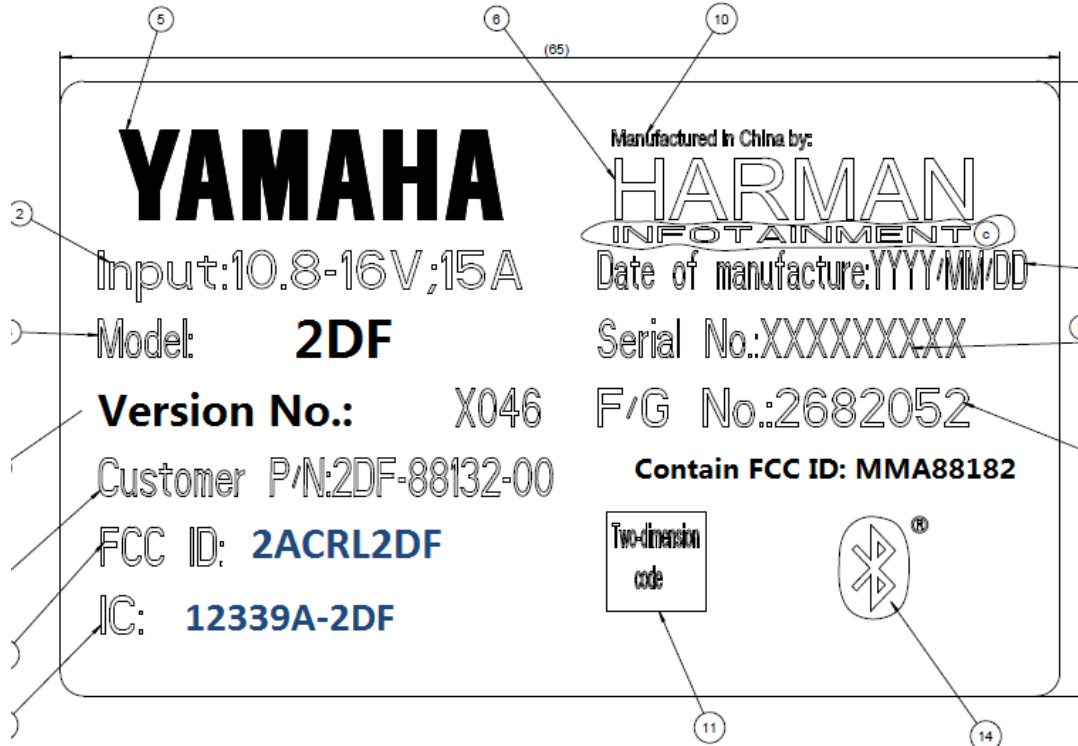 5
6
10
(65)
YAMAHA
Manufactured in China by:
HARMAN
INFOTAINMENT c
2
Input:10.8-16V;15A
Date of manufacture:YYYY/MM/DD
Model: 2DF
Serial No.:XXXXXXXXX
Version No.: X046
F/G No.:2682052
Customer P/N:2DF-88132-00
Contain FCC ID: MMA88182
FCC ID: 2ACRL2DF
Two-dimension
code
®
IC: 12339A-2DF
11
14